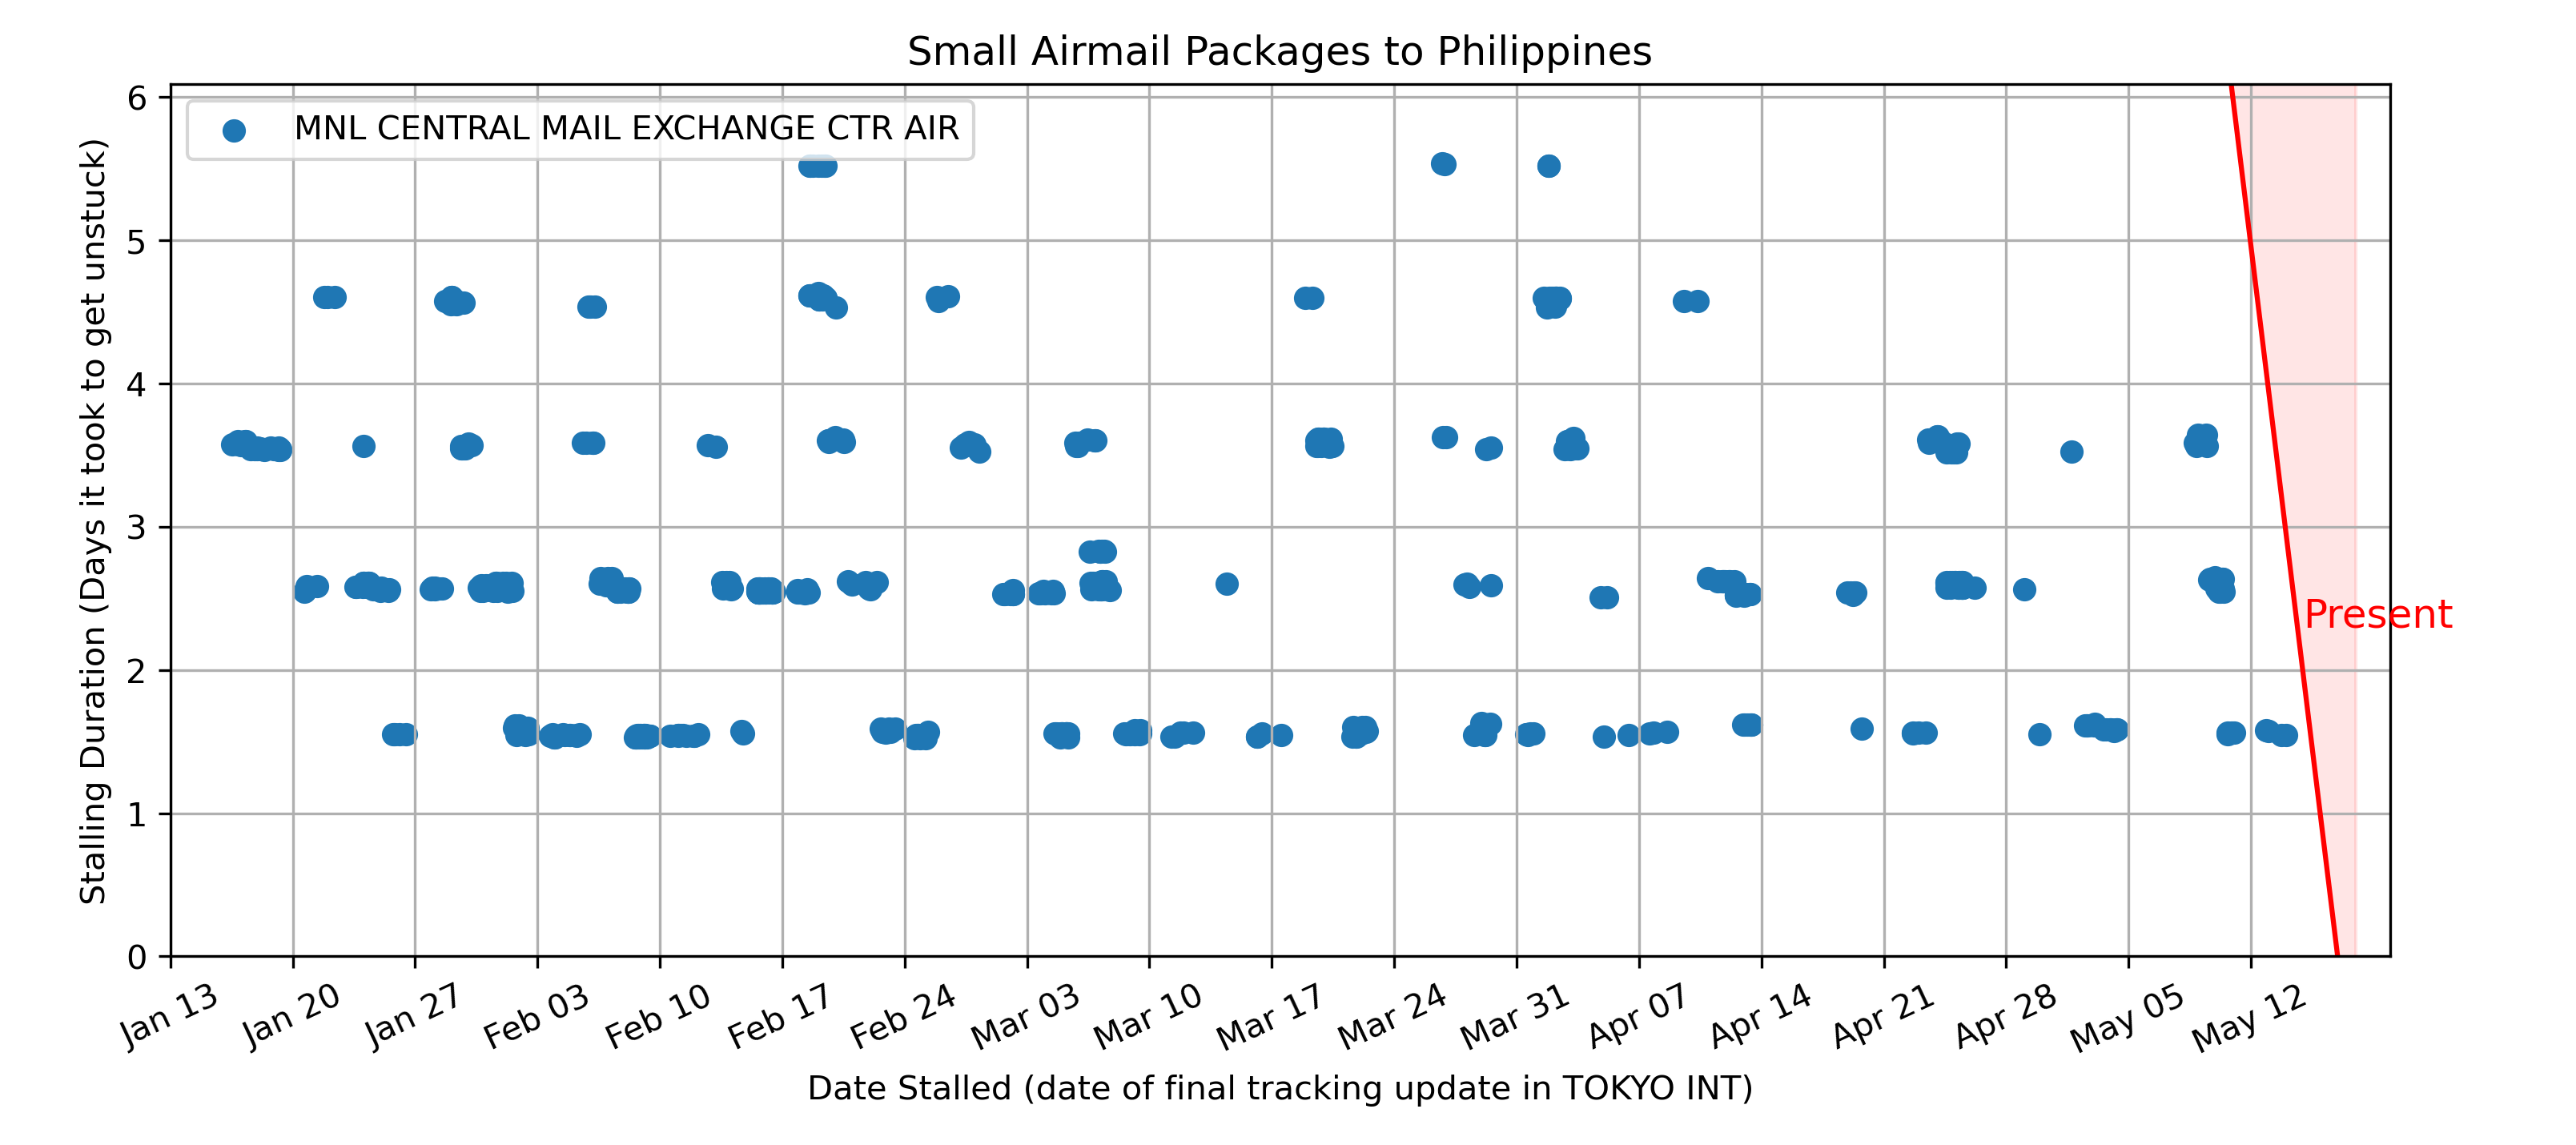 Small Airmail Packages to Philippines
MNL CENTRAL MAIL EXCHANGE CTR AIR
Stalling Duration (Days it took to get unstuck)
6
5
4
3
2
1
0
Present
Jan 13
Jan 20
Jan 27
Feb 03
Feb 10
Feb 17
Feb 24
Mar 03
Mar 10
Mar 17
Mar 24
Mar 31
Apr 07
Apr 14
Apr 21
Apr 28
May 05
May 12
Date Stalled (date of final tracking update in TOKYO INT)